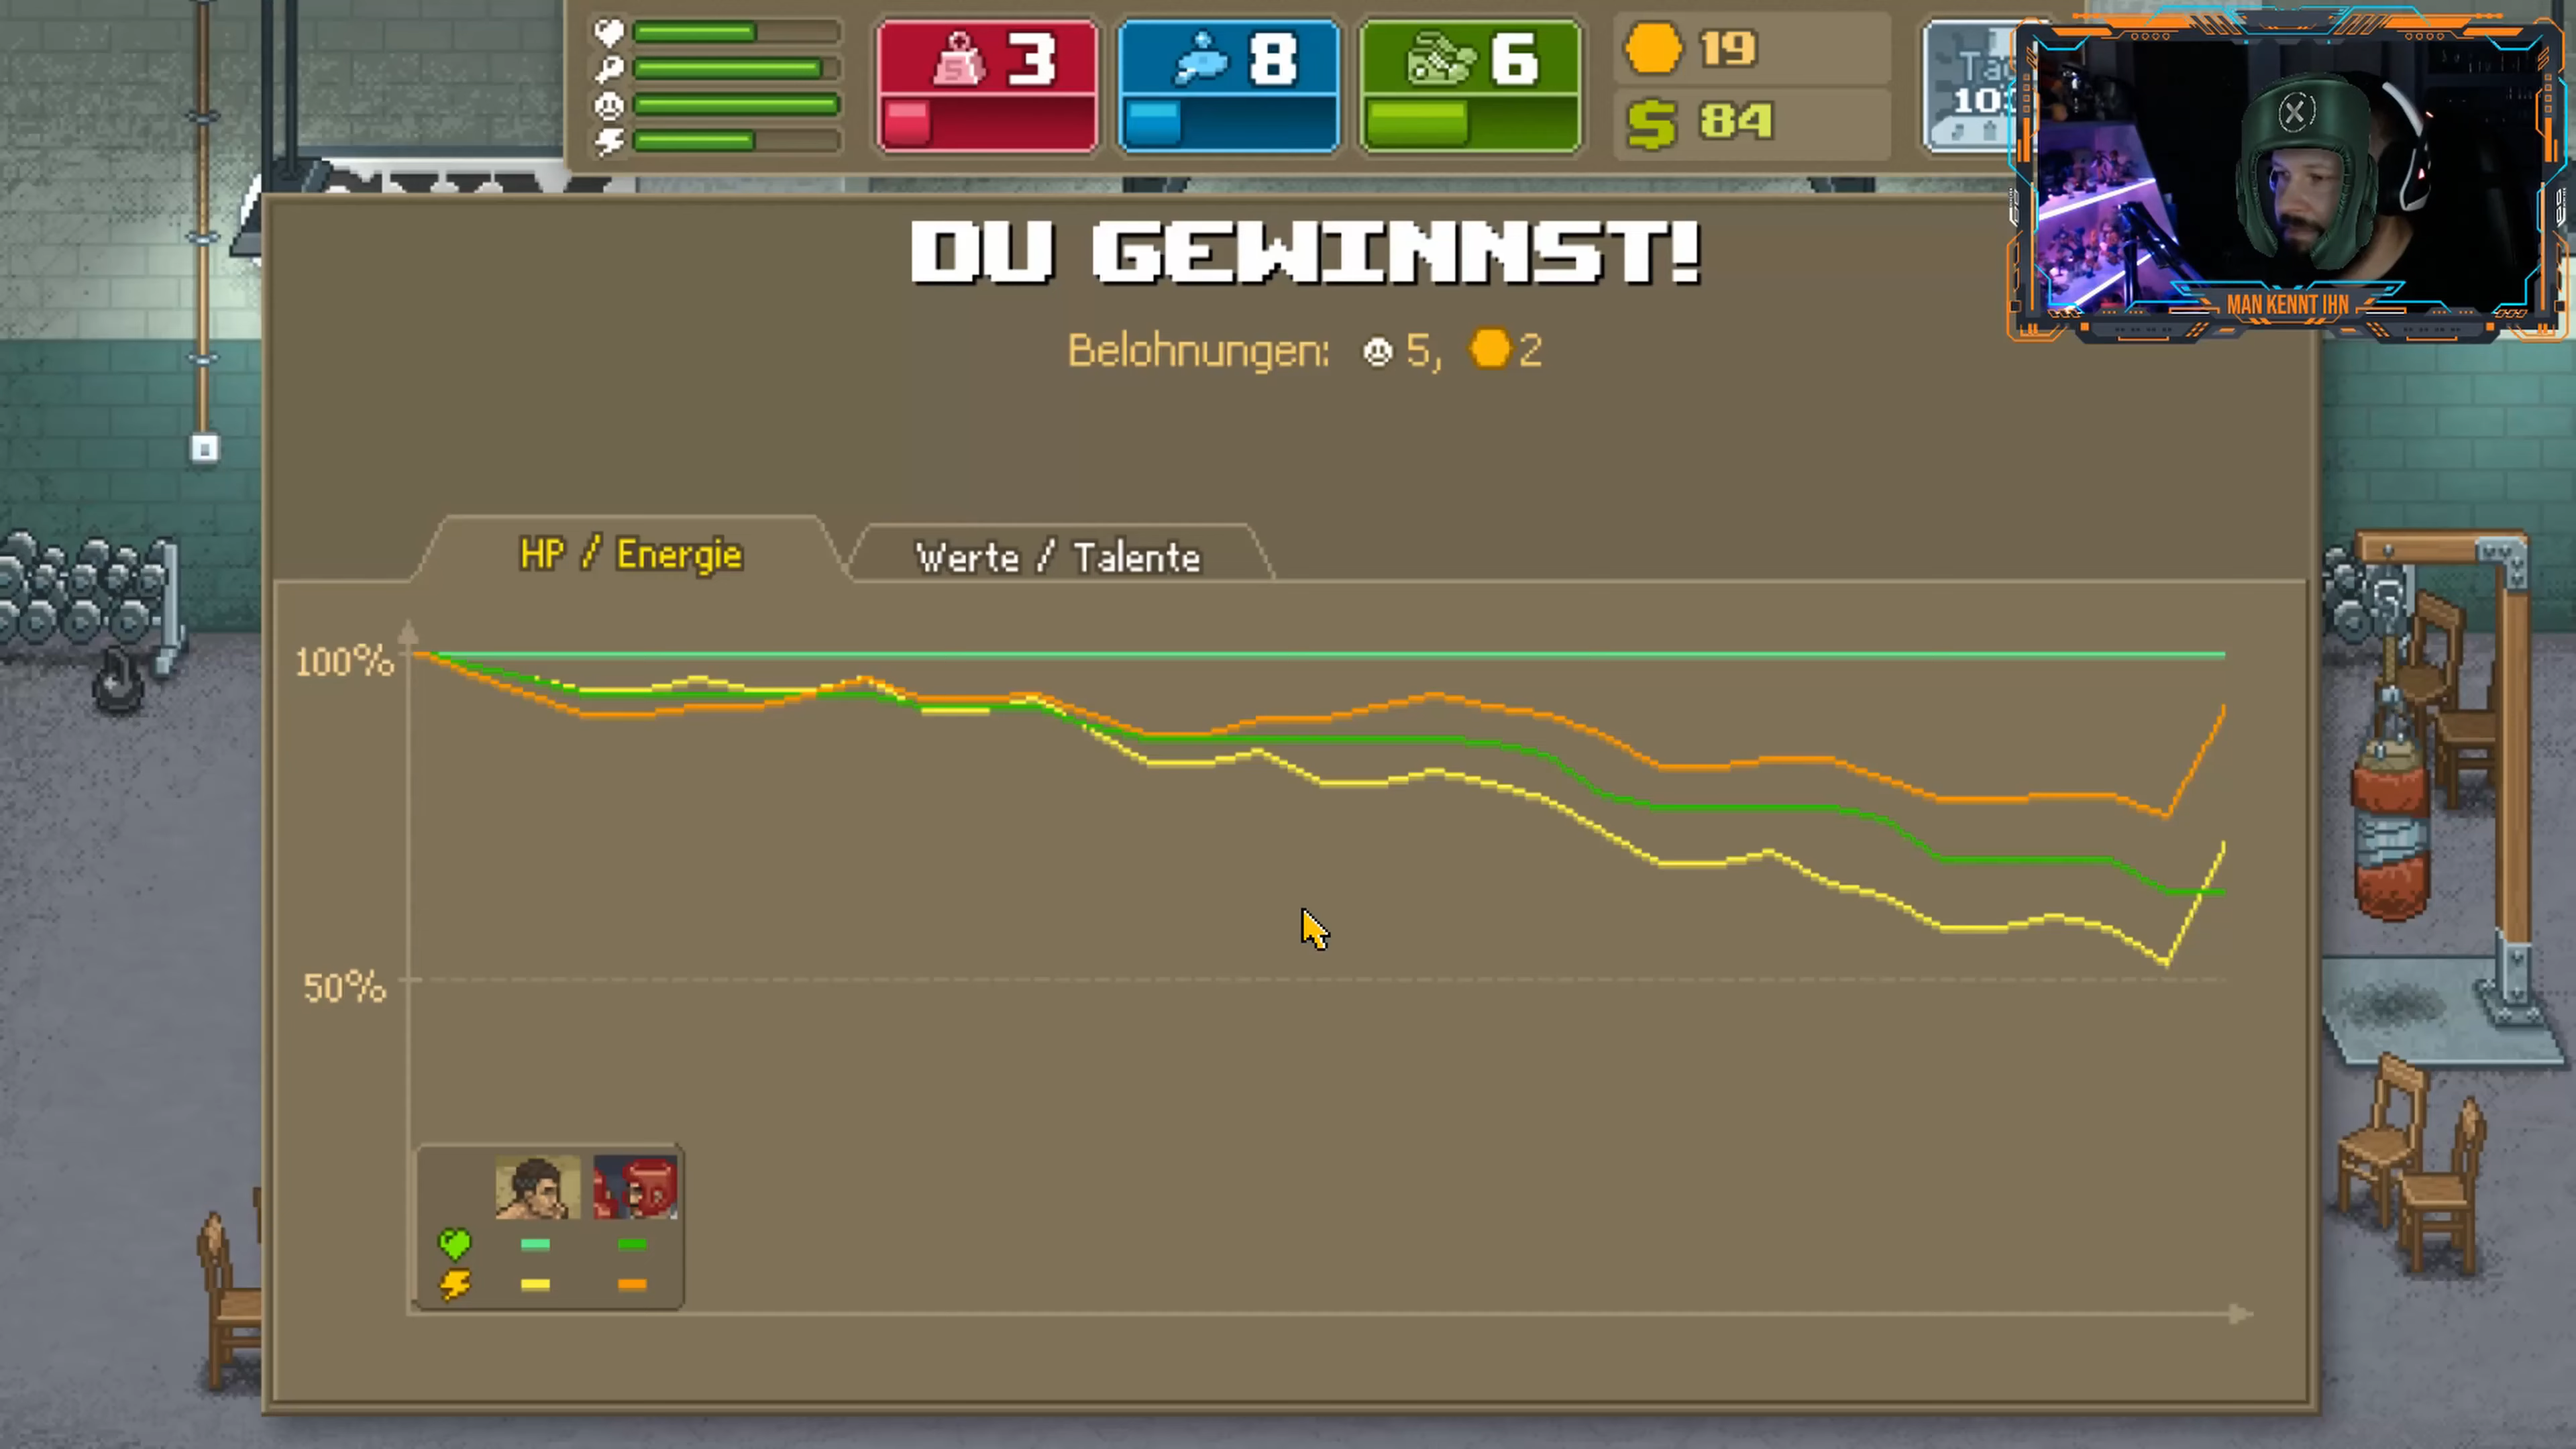 3
8
6
19
84
DU GEWINNST!
Belohnungen: 5, 2
HP / Energie
Werte / Talente
100%
50%
MAN KENNT IHN